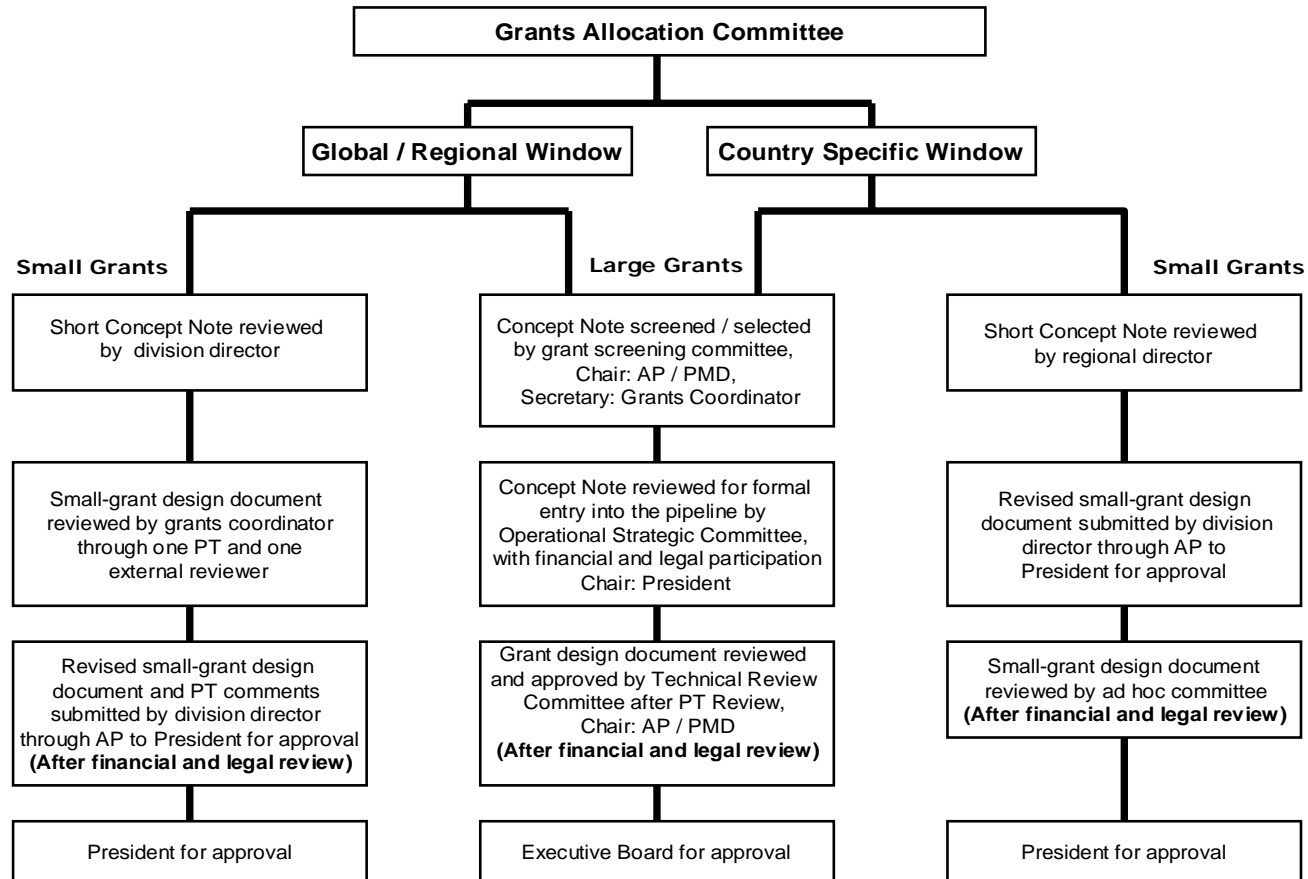 Grants Allocation Committee
Global / Regional Window
Country Specific Window
Small Grants
Large Grants
Small Grants
Short Concept Note reviewed
by division director
Concept Note screened / selected
by grant screening committee,
Chair: AP / PMD,
Secretary: Grants Coordinator
Short Concept Note reviewed
by regional director
Small-grant design document
reviewed by grants coordinator
through one PT and one
external reviewer
Concept Note reviewed for formal
entry into the pipeline by
Operational Strategic Committee,
with financial and legal participation
Chair: President
Revised small-grant design
document submitted by division
director through AP to
President for approval
Revised small-grant design
document and PT comments
submitted by division director
through AP to President for approval
(After financial and legal review)
Grant design document reviewed
and approved by Technical Review
Committee after PT Review,
Chair: AP / PMD
(After financial and legal review)
Small-grant design document
reviewed by ad hoc committee
(After financial and legal review)
President for approval
Executive Board for approval
President for approval